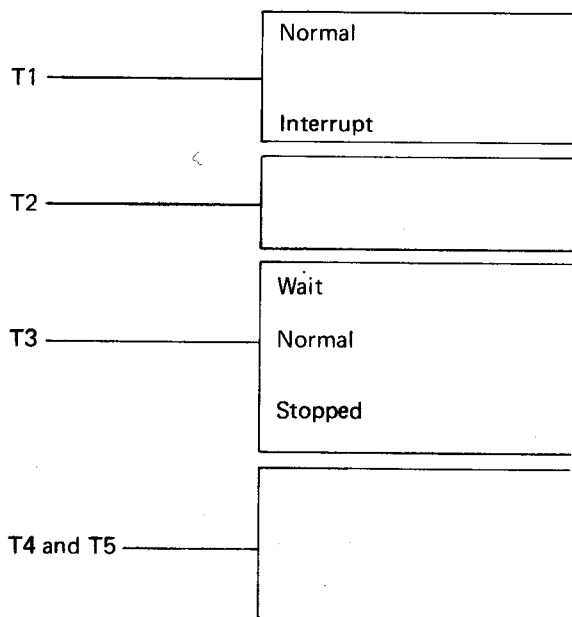 Normal
T1
Interrupt
T2
Wait
T3
Normal
Stopped
T4 and T5